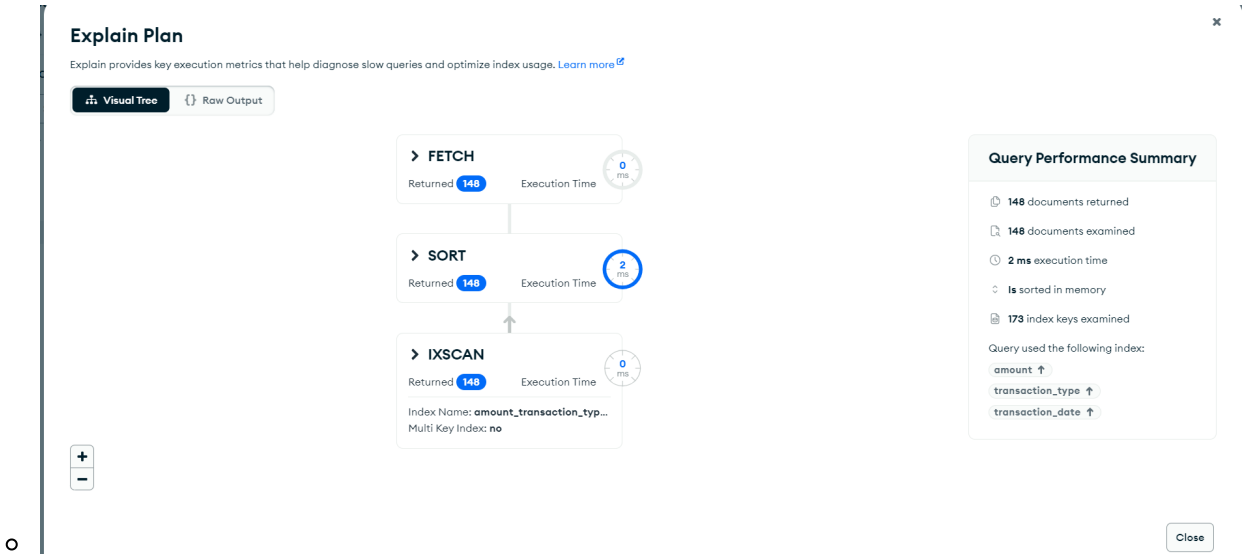 Explain Plan
Explain provides key execution metrics that help diagnose slow queries and optimize index usage. Learn more
Visual Tree
{} Raw Output
FETCH
Returned 148 Execution Time 0 ms
SORT
Returned 148 Execution Time 2 ms
IXSCAN
Returned 148 Execution Time 0 ms
Index Name: amount_transaction_typ...
Multi Key Index: no
Query Performance Summary
148 documents returned
148 documents examined
2 ms execution time
Is sorted in memory
173 index keys examined
Query used the following index:
amount ↑
transaction_type ↑
transaction_date ↑
+
−
Close